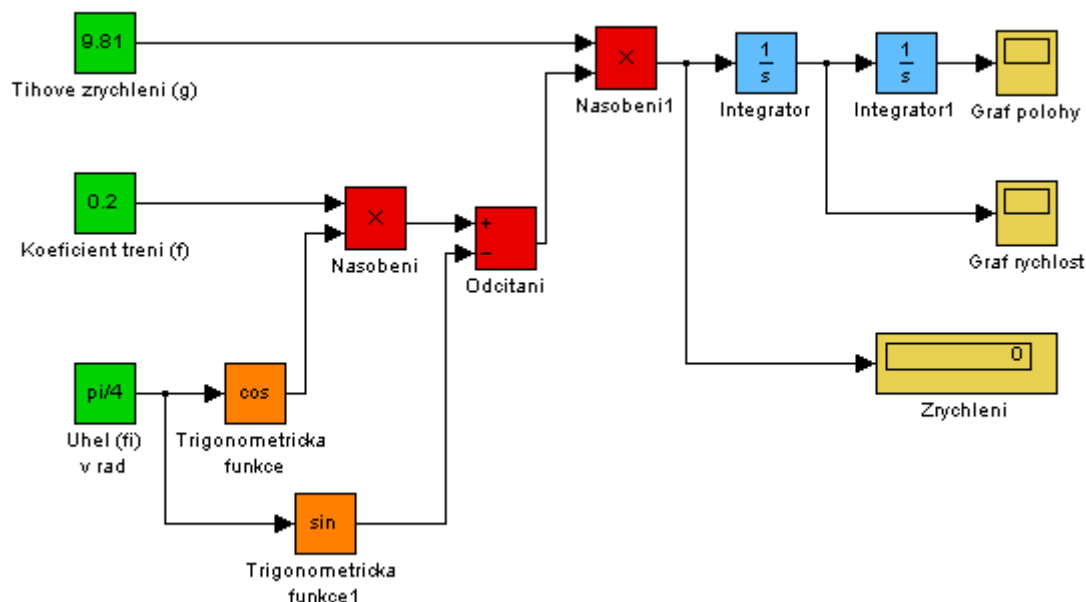 9.81
Tihove zrychleni (g)
×
Nasobeni1
1
s
Integrator
1
s
Integrator1
Graf polohy
0.2
Koeficient treni (f)
×
Nasobeni
+
−
Odcitani
Graf rychlost
pi/4
Uhel (fi)
v rad
cos
Trigonometricka
funkce
0
Zrychleni
sin
Trigonometricka
funkce1